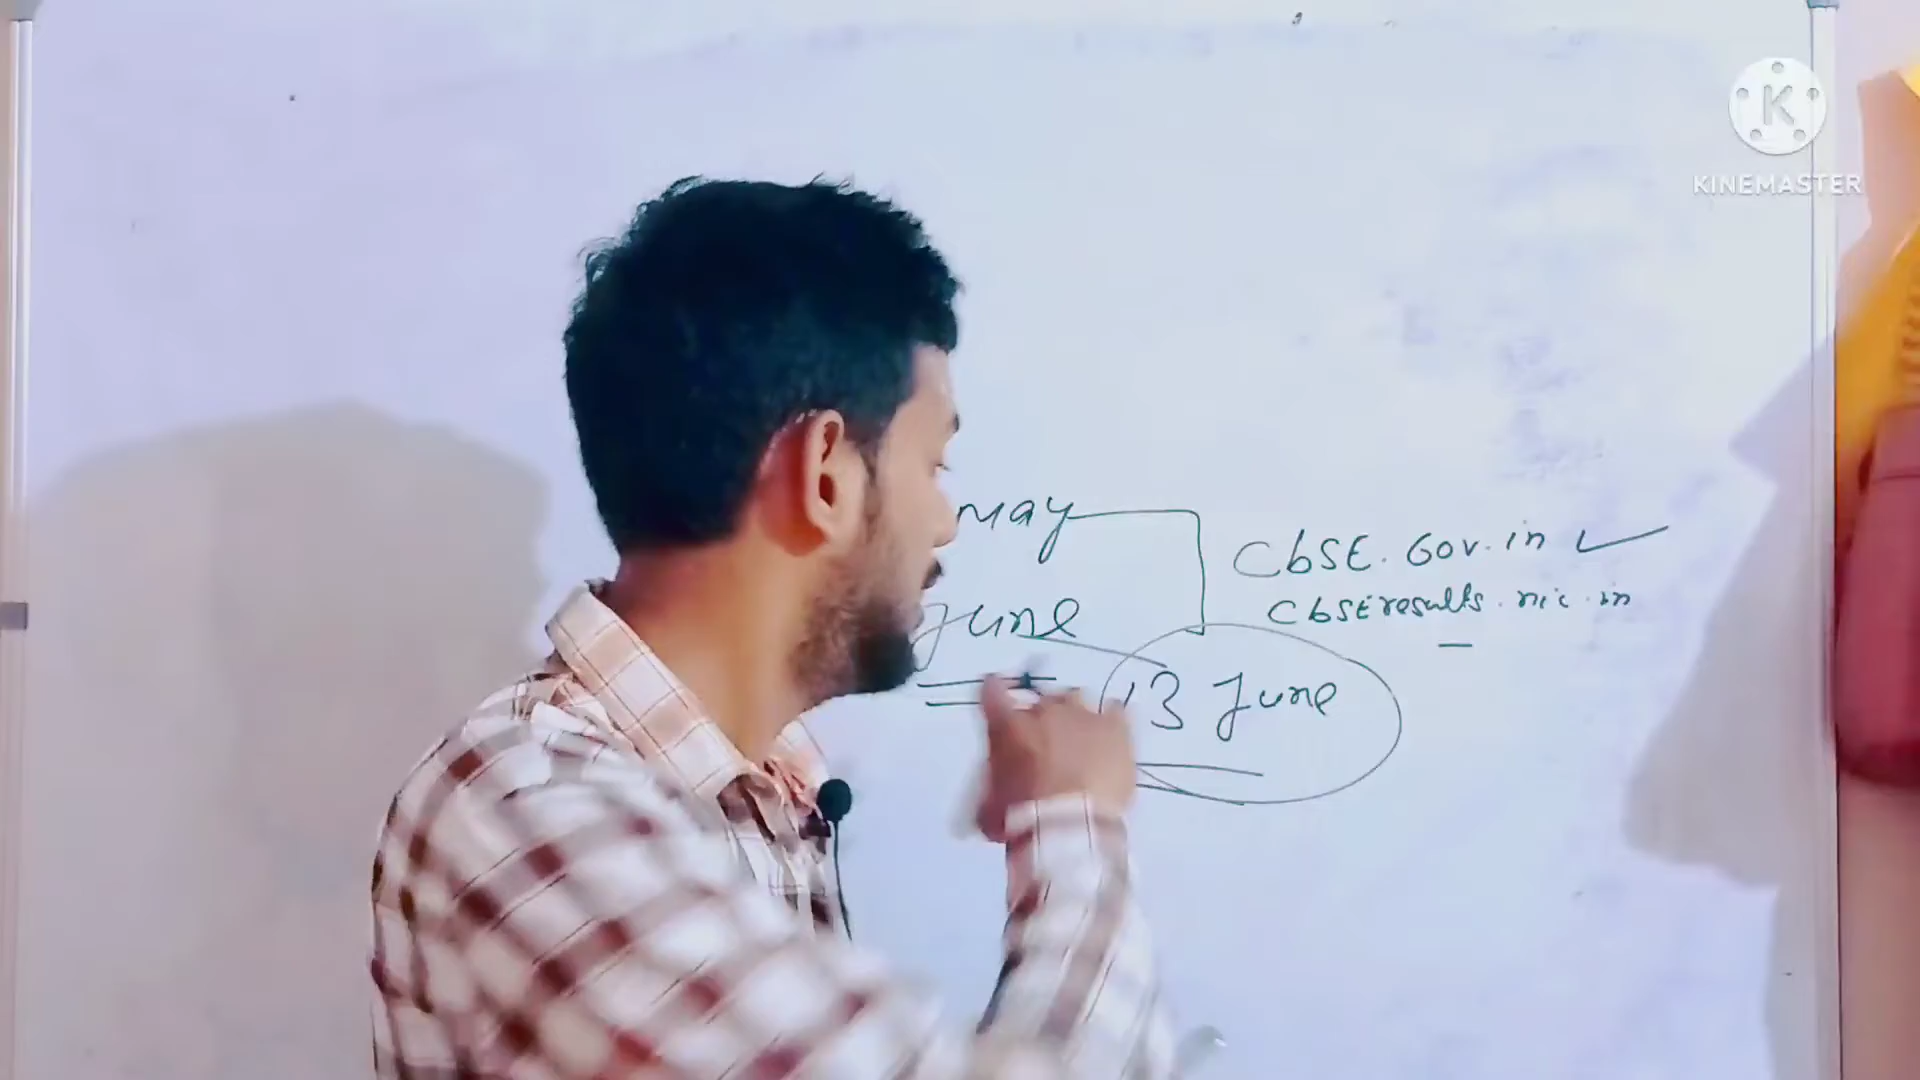 KINEMASTER
May
CbSE.Gov.in
June
CbSEresults.nic.in
13 June